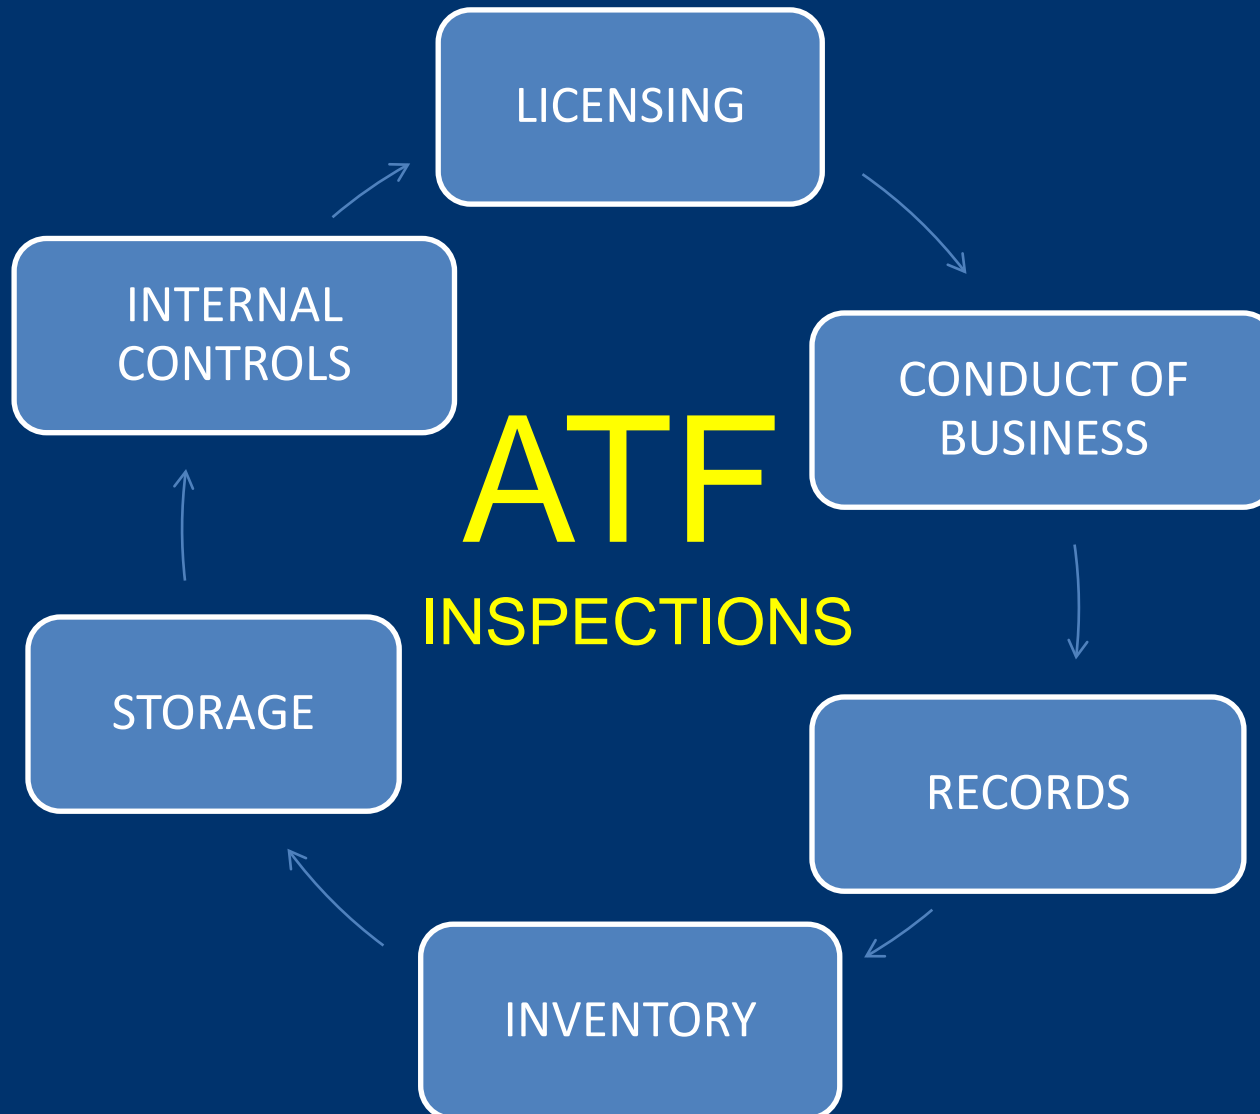 LICENSING
CONDUCT OF
BUSINESS
RECORDS
INVENTORY
STORAGE
INTERNAL
CONTROLS
ATF
INSPECTIONS